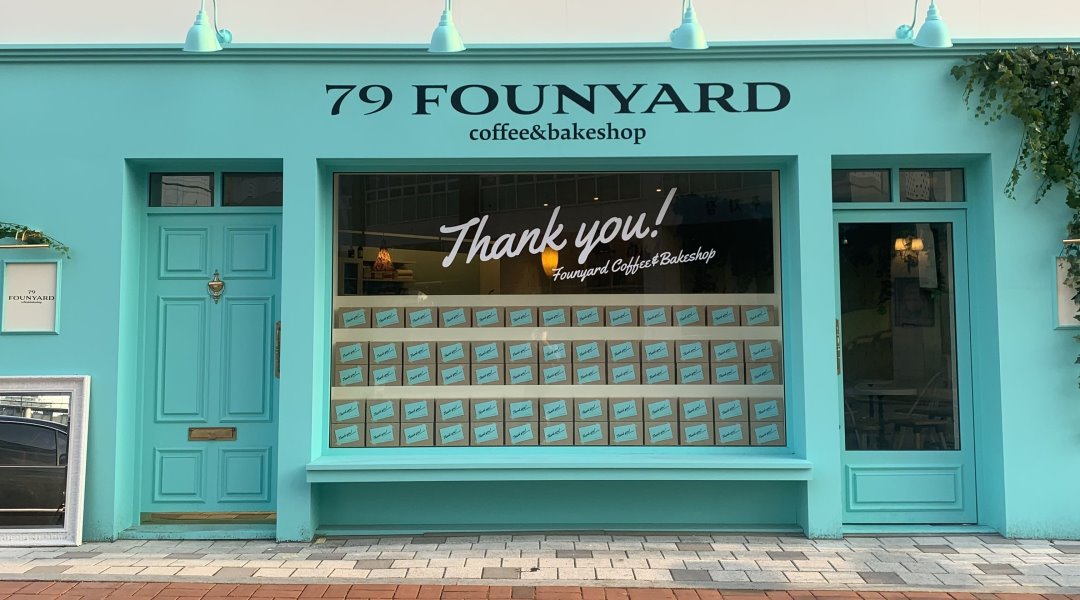 79 FOUNYARD
coffee&bakeshop
Thank you!
Founyard Coffee&Bakeshop
79
FOUNYARD